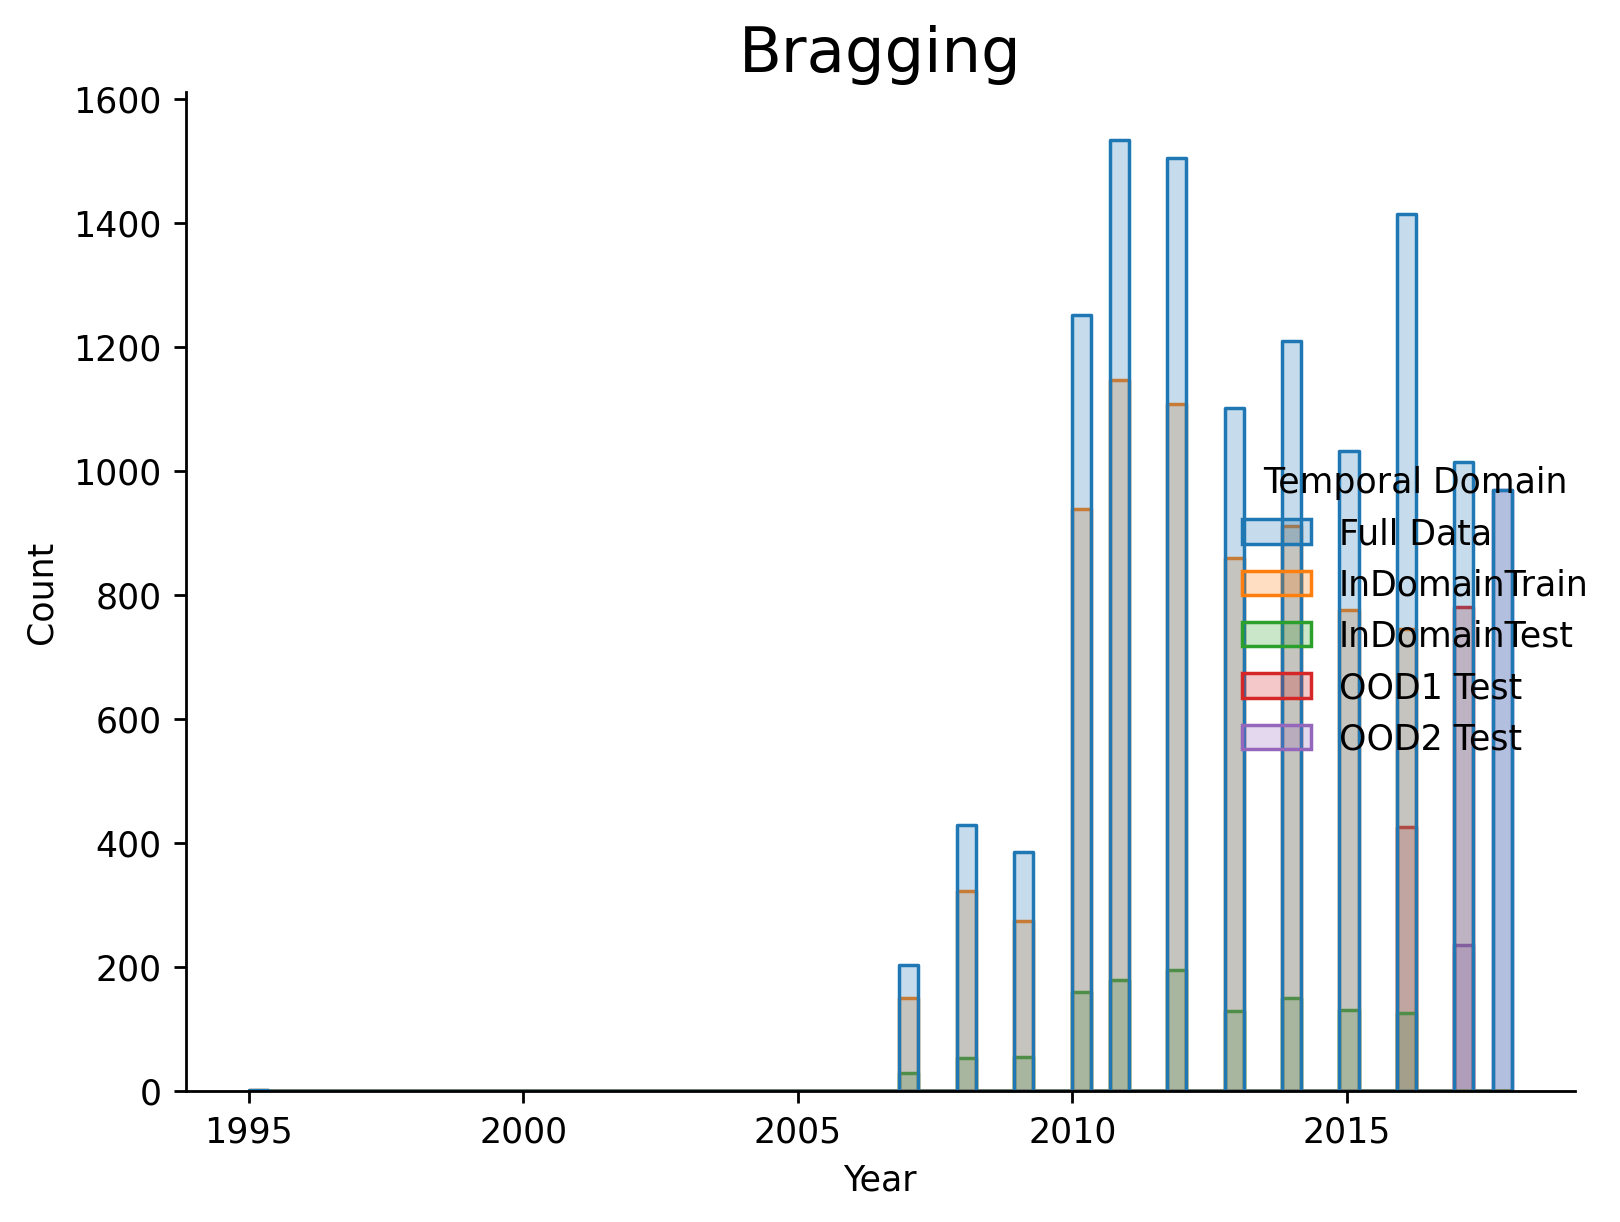 Bragging
1600
1400
1200
1000
800
600
400
200
0
Count
Temporal Domain
Full Data
InDomainTrain
InDomainTest
OOD1 Test
OOD2 Test
1995 2000 2005 2010 2015
Year